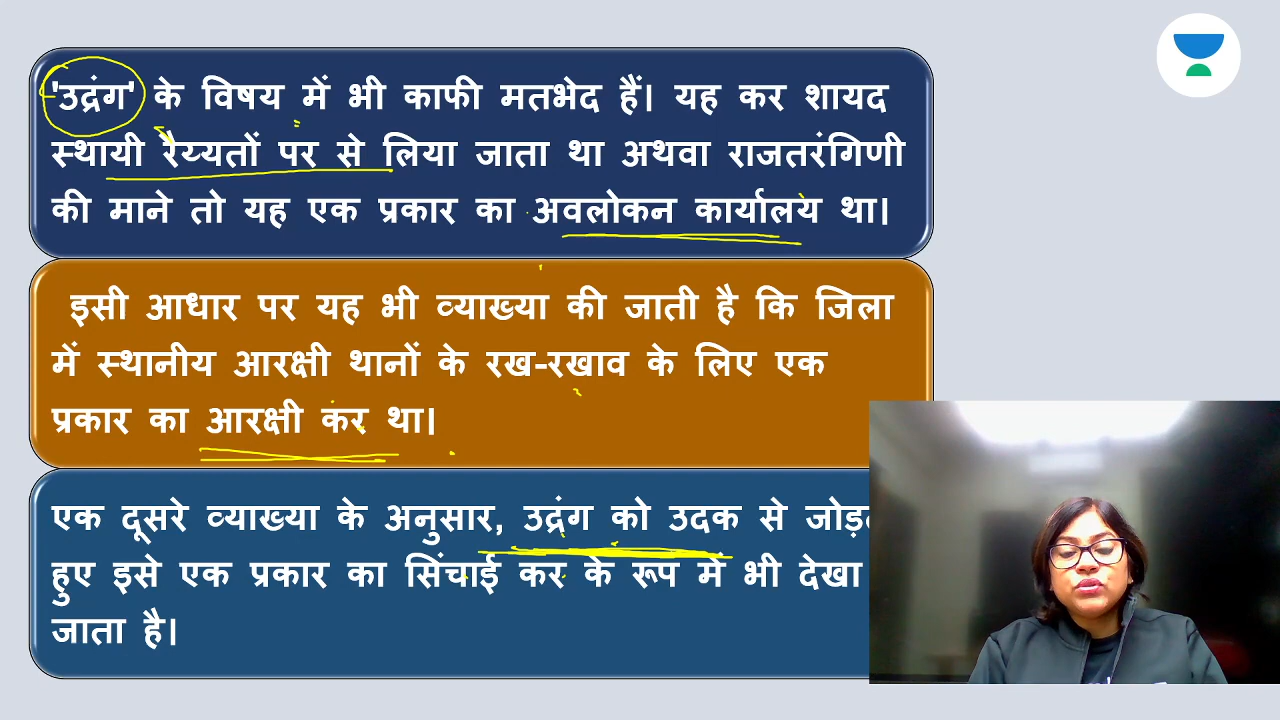 'उद्रंग' के विषय में भी काफी मतभेद हैं। यह कर शायद
स्थायी रैय्यतों पर से लिया जाता था अथवा राजतरंगिणी
की माने तो यह एक प्रकार का अवलोकन कार्यालय था।
इसी आधार पर यह भी व्याख्या की जाती है कि जिला
में स्थानीय आरक्षी थानों के रख-रखाव के लिए एक
प्रकार का आरक्षी कर था।
एक दूसरे व्याख्या के अनुसार, उद्रंग को उदक से
हुए इसे एक प्रकार का सिंचाई कर के रूप में भी देखा
जाता है।